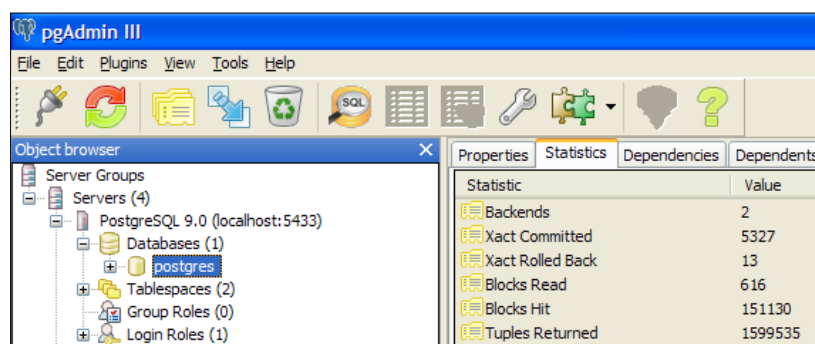 pgAdmin III
File Edit Plugins View Tools Help
SQL
Object browser
Server Groups
Servers (4)
PostgreSQL 9.0 (localhost:5433)
Databases (1)
postgres
Tablespaces (2)
Group Roles (0)
Login Roles (1)
Properties Statistics Dependencies Dependents
Statistic Value
Backends 2
Xact Committed 5327
Xact Rolled Back 13
Blocks Read 616
Blocks Hit 151130
Tuples Returned 1599535